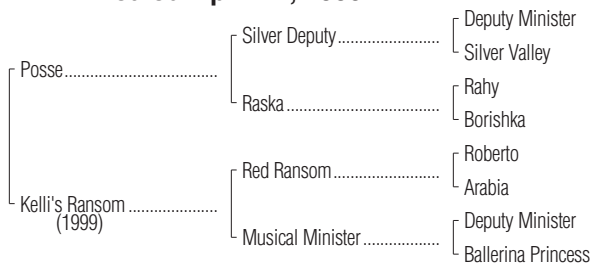 Deputy Minister
Silver Deputy
Silver Valley
Posse
Rahy
Raska
Borishka
Roberto
Red Ransom
Arabia
Kelli's Ransom
(1999)
Deputy Minister
Musical Minister
Ballerina Princess